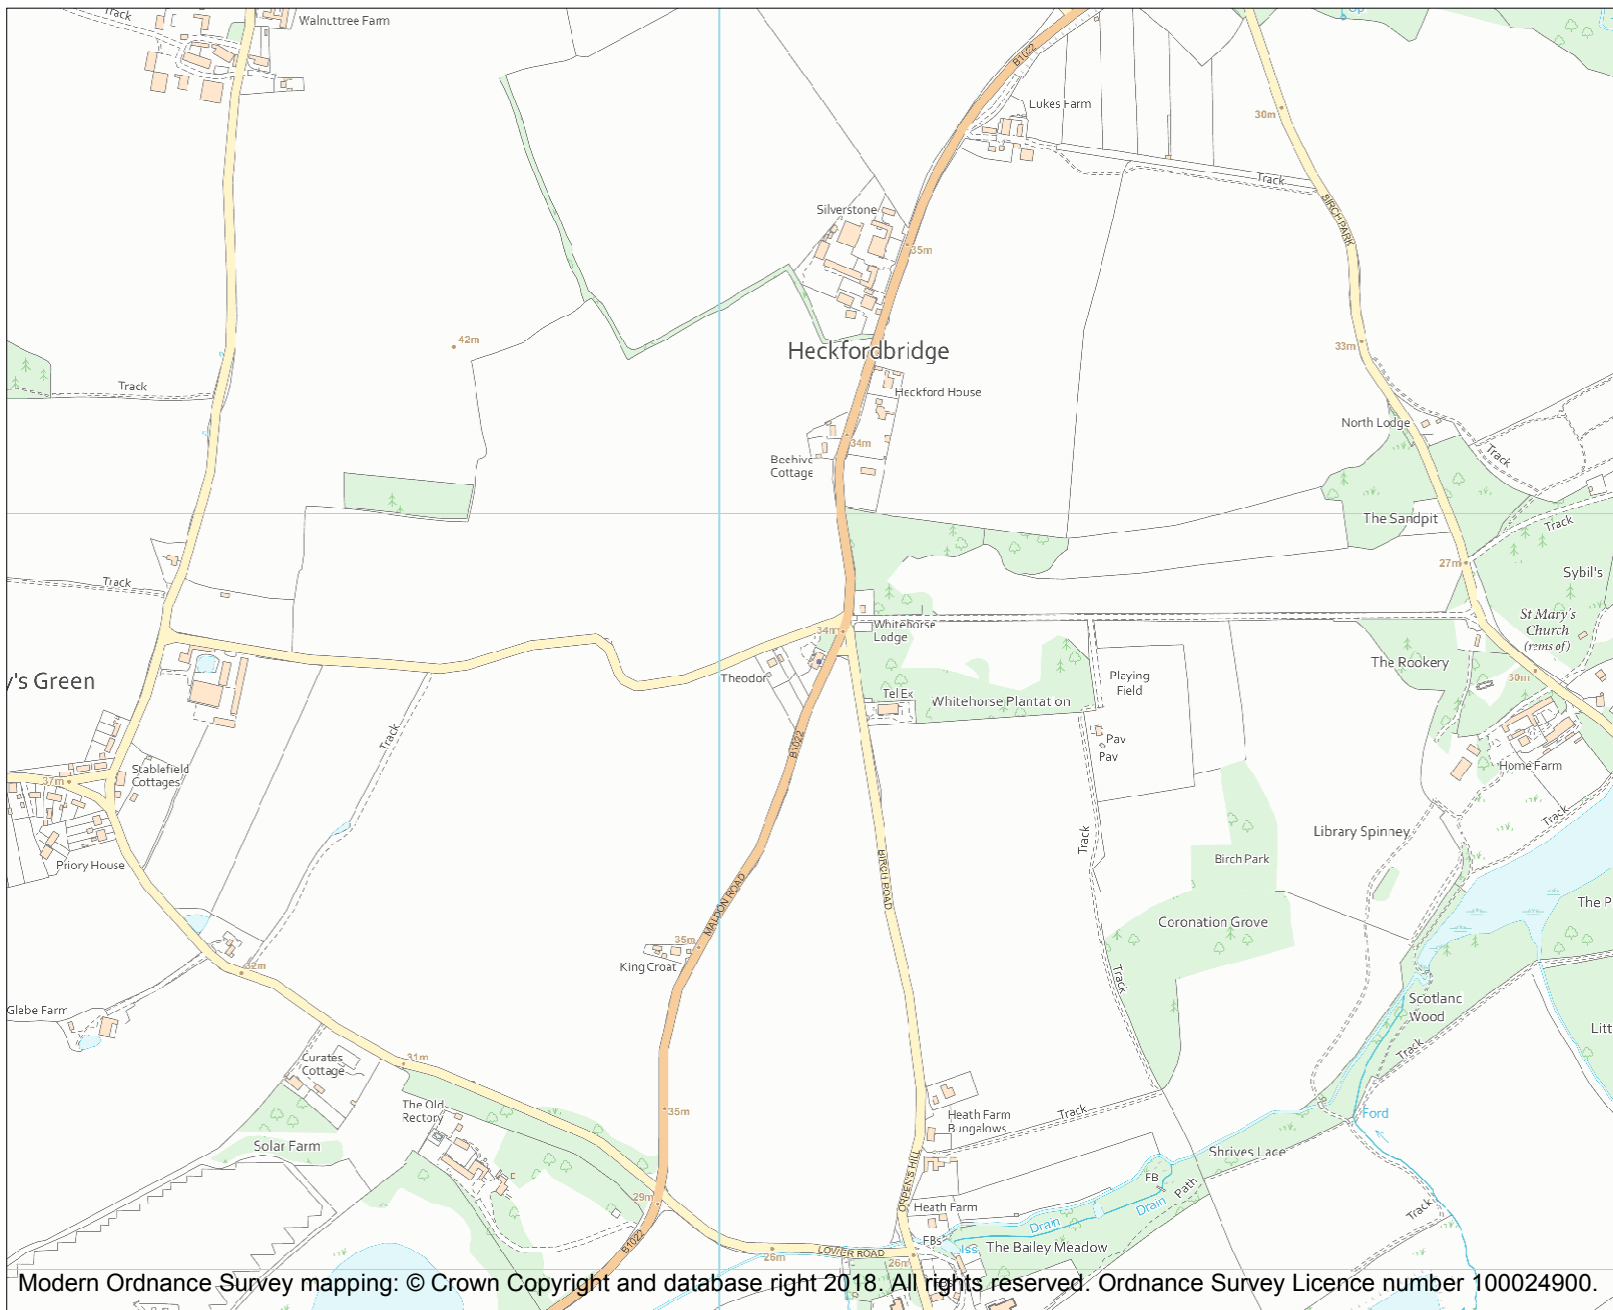 Track
Walnuttree Farm
B1022
Lukes Farm
30m
Track
BIRCH PARK
Silverstone
35m
42m
Heckfordbridge
33m
Track
Heckford House
North Lodge
34m
Beehive
Cottage
Track
The Sandpit
Track
27m
Sybil's
Track
St Mary's
Church
(rems of)
34m
Whitehorse
Lodge
The Rookery
30m
y's Green
Theodor
Tel Ex
Whitehorse Plantation
Playing
Field
Track
B1022
Pav
Pav
Home Farm
Stablefield
Cottages
37m
Track
Track
Library Spinney
Priory House
BIRCH ROAD
Birch Park
MALDON ROAD
The P
Coronation Grove
35m
King Croat
32m
Track
Glebe Farm
Scotland
Wood
Litt
Track
31m
Curates
Cottage
The Old
Rectory
35m
Heath Farm
Bungalows
Track
Ford
Solar Farm
Shrives Lace
FB
Path
29m
ORPEN'S HILL
Heath Farm
Drain
Drain
Track
B1022
FBs
Iss
The Bailey Meadow
26m
LOWER ROAD
26m
Modern Ordnance Survey mapping: © Crown Copyright and database right 2018. All rights reserved. Ordnance Survey Licence number 100024900.